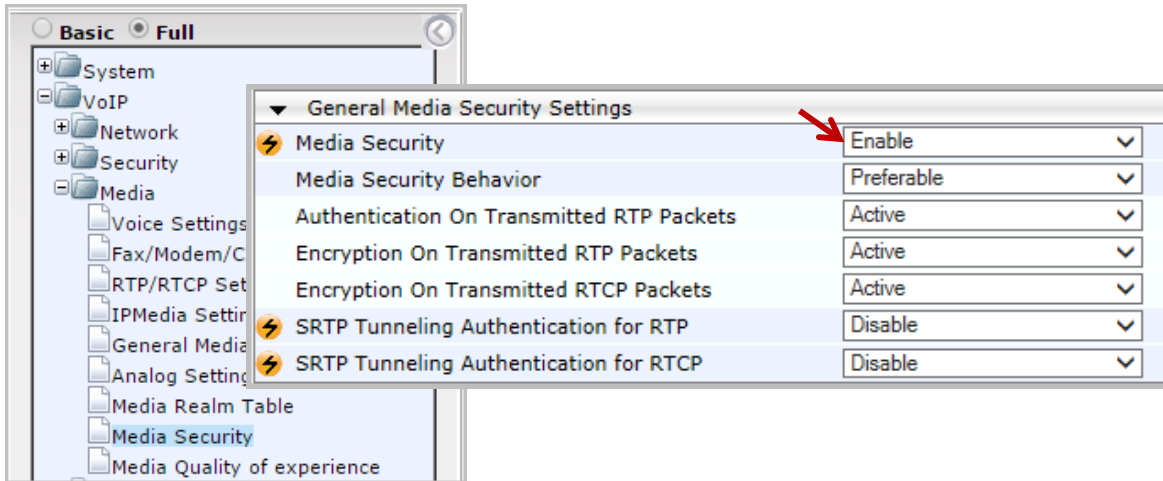 Basic Full
System
VoIP
Network
Security
Media
Voice Settings
Fax/Modem/C
RTP/RTCP Set
IPMedia Settin
General Media
Analog Setting
Media Realm Table
Media Security
Media Quality of experience
General Media Security Settings
Media Security Enable
Media Security Behavior Preferable
Authentication On Transmitted RTP Packets Active
Encryption On Transmitted RTP Packets Active
Encryption On Transmitted RTCP Packets Active
SRTP Tunneling Authentication for RTP Disable
SRTP Tunneling Authentication for RTCP Disable